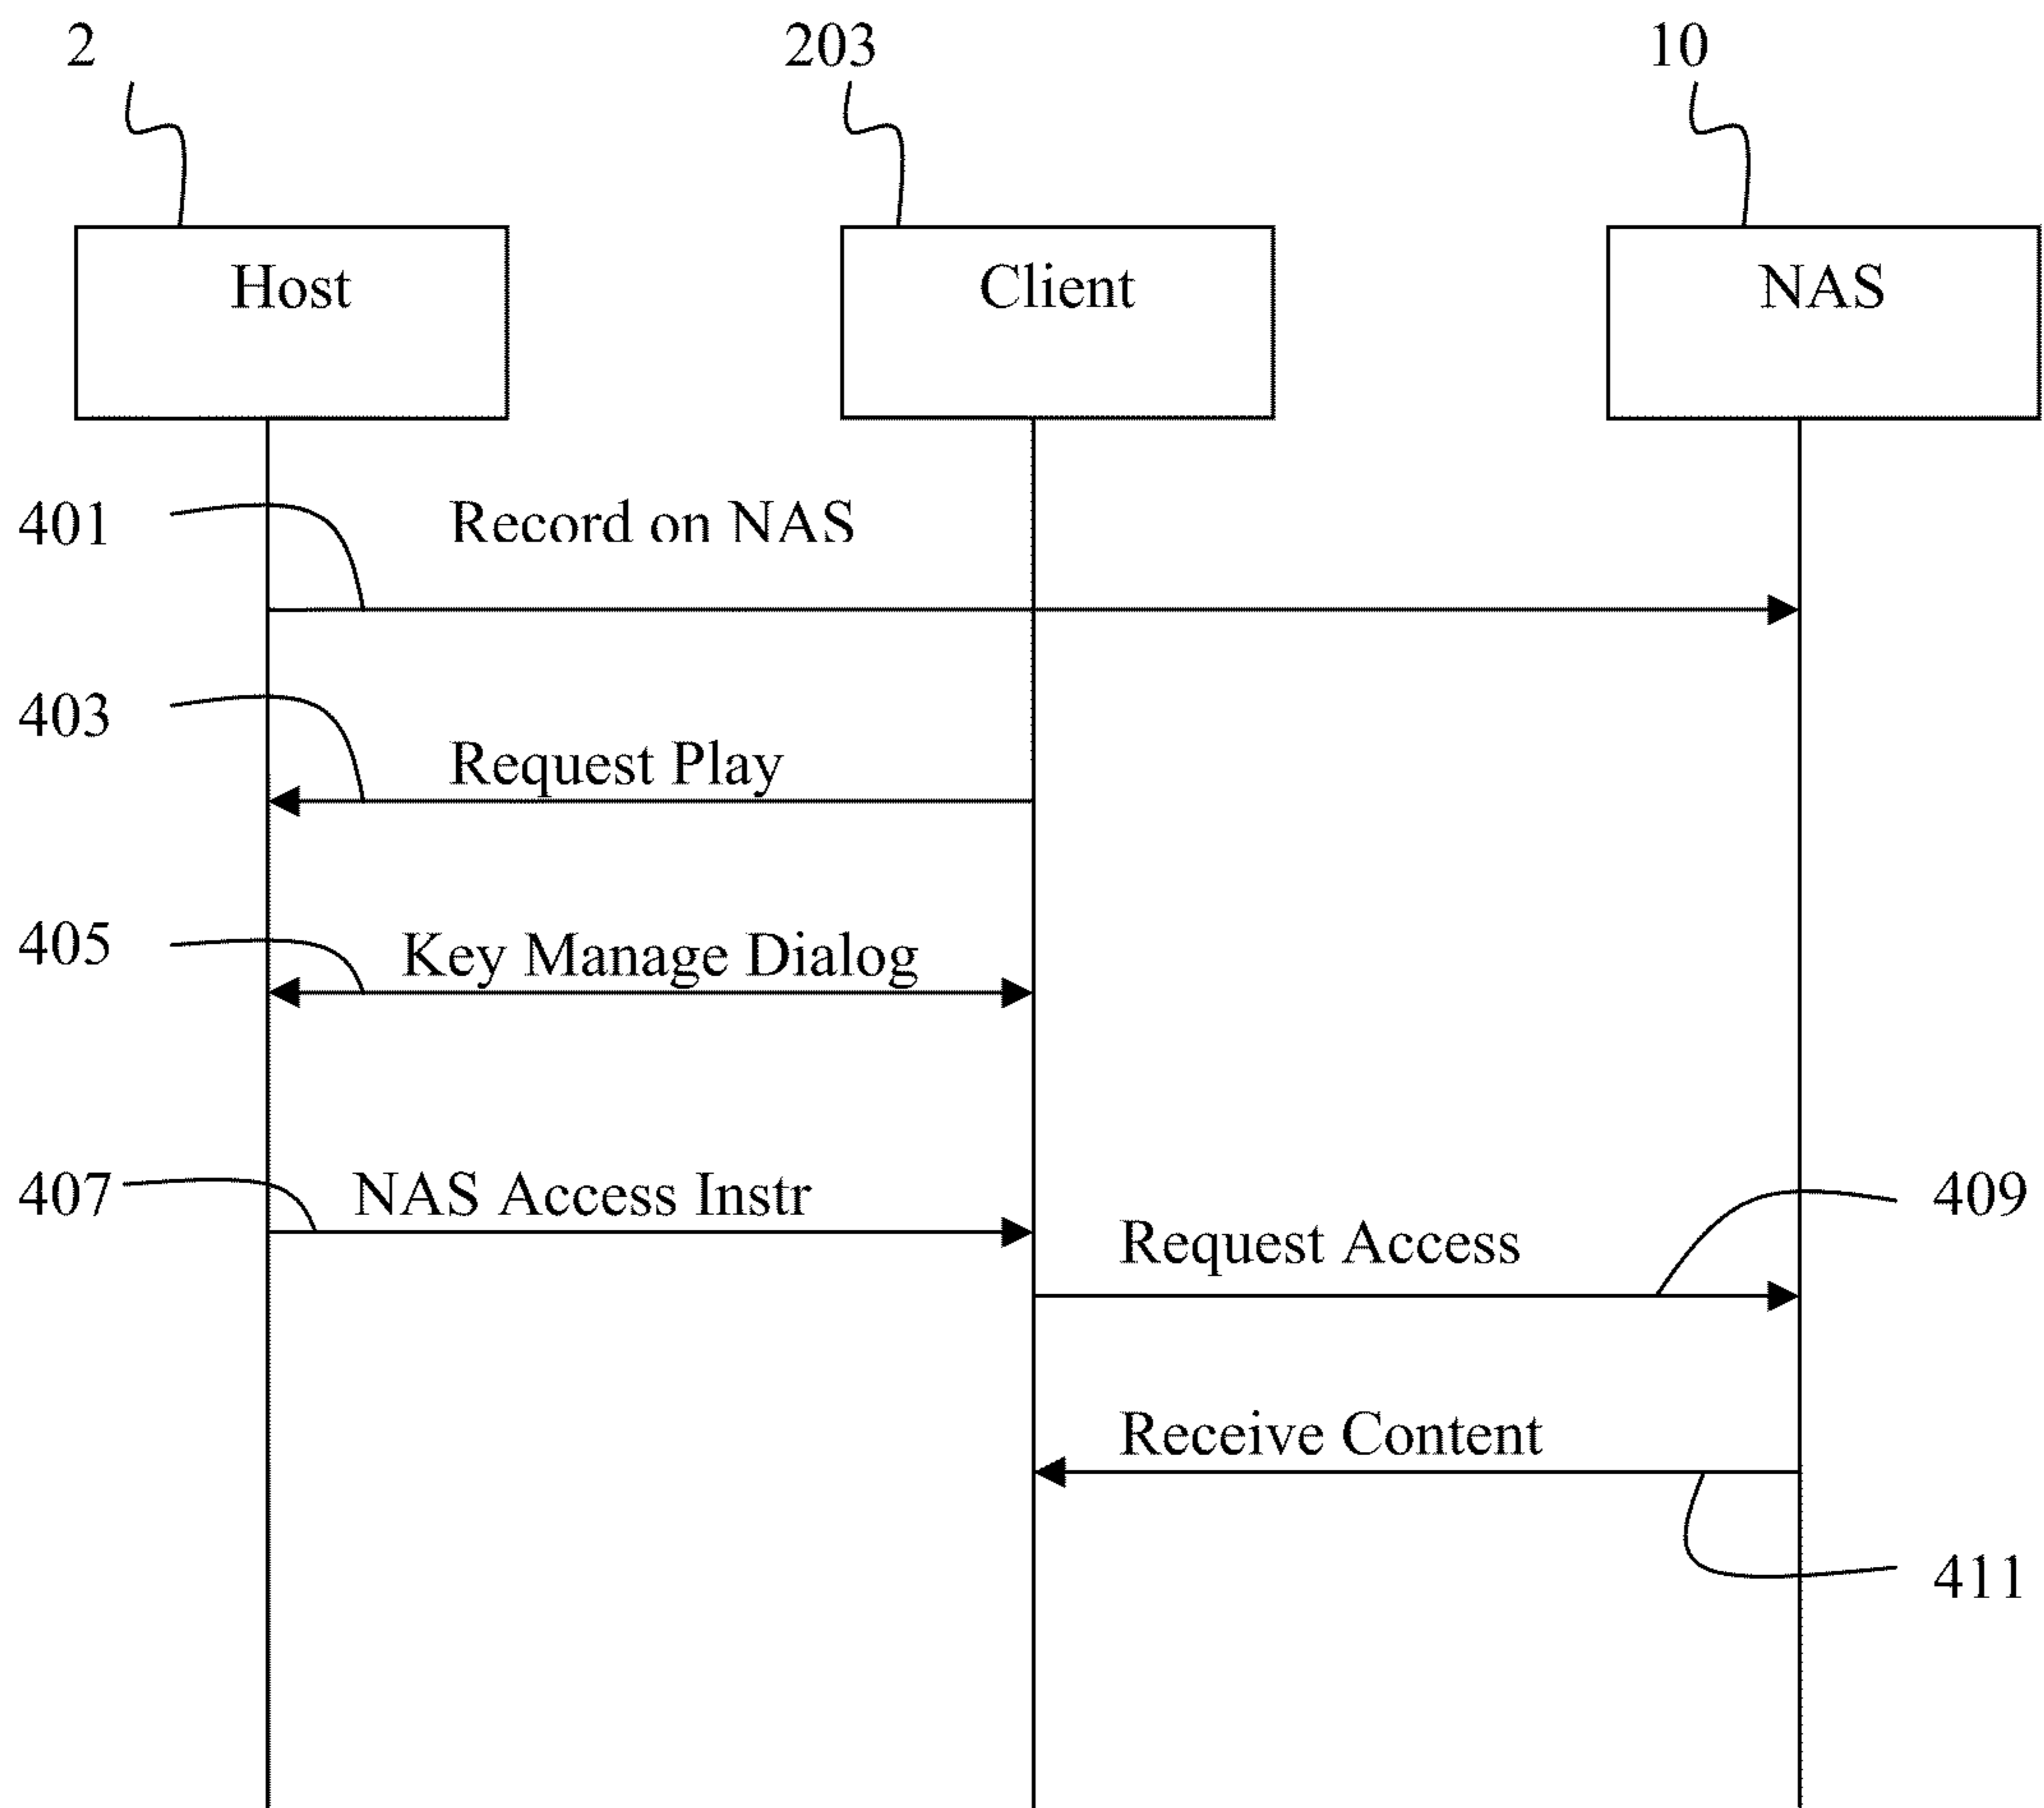 2
203
10
Host
Client
NAS
401
Record on NAS
403
Request Play
405
Key Manage Dialog
407
NAS Access Instr
409
Request Access
Receive Content
411